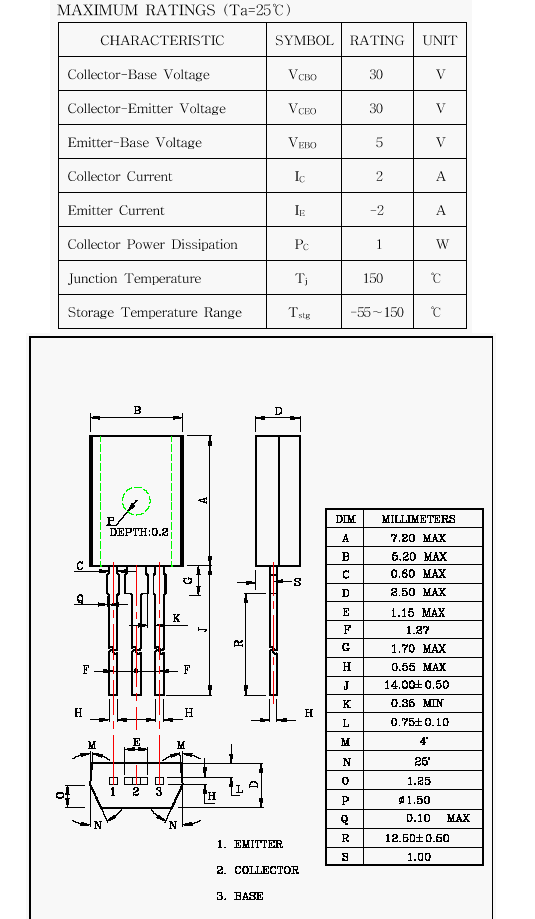 MAXIMUM RATINGS (Ta=25℃)
CHARACTERISTIC SYMBOL RATING UNIT
Collector-Base Voltage VCBO 30 V
Collector-Emitter Voltage VCEO 30 V
Emitter-Base Voltage VEBO 5 V
Collector Current IC 2 A
Emitter Current IE -2 A
Collector Power Dissipation PC 1 W
Junction Temperature Tj 150 ℃
Storage Temperature Range Tstg -55~150 ℃
B
D
A
P
DEPTH:0.2
C
G
S
Q
J
K
R
F F
H H H
M E M
D
L
H
1 2 3
O
N N
1. EMITTER
2. COLLECTOR
3. BASE
DIM MILLIMETERS
A 7.20 MAX
B 5.20 MAX
C 0.60 MAX
D 2.50 MAX
E 1.15 MAX
F 1.27
G 1.70 MAX
H 0.55 MAX
J 14.00±0.50
K 0.35 MIN
L 0.75±0.10
M 4°
N 25°
O 1.25
P ø1.50
Q 0.10 MAX
R 12.50±0.50
S 1.00